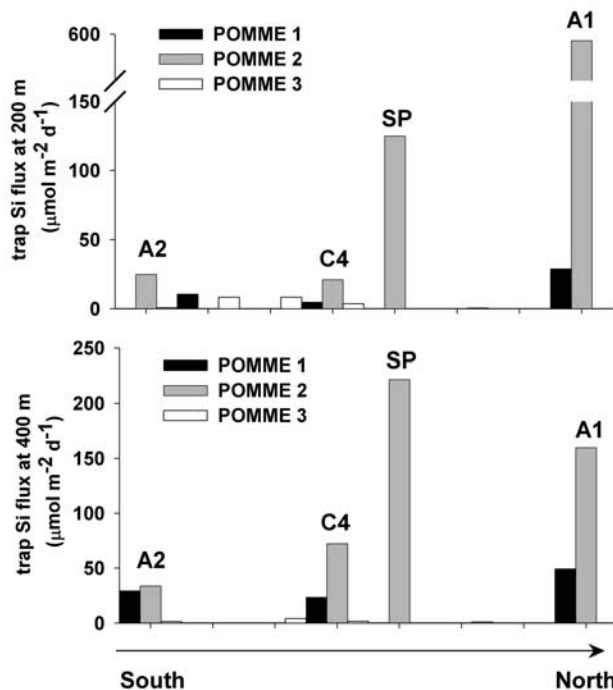 600
150
100
50
0
trap Si flux at 200 m
(μmol m⁻² d⁻¹)
POMME 1
POMME 2
POMME 3
A2
C4
SP
A1
250
200
150
100
50
0
trap Si flux at 400 m
(μmol m⁻² d⁻¹)
POMME 1
POMME 2
POMME 3
A2
C4
SP
A1
South North